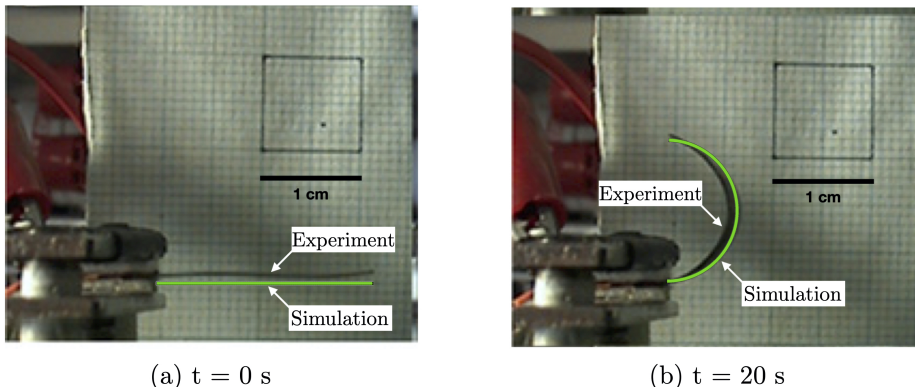 1 cm
Experiment
Simulation
(a) t = 0 s
1 cm
Experiment
Simulation
(b) t = 20 s